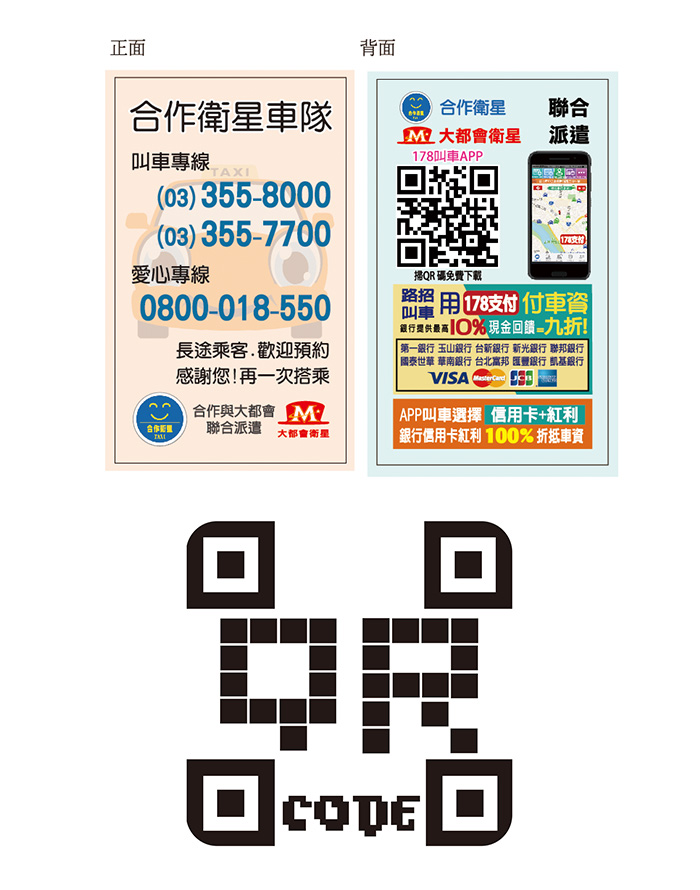 正面
背面
合作衛星車隊
叫車專線
TAXI
(03) 355-8000
(03) 355-7700
愛心專線
0800-018-550
長途乘客.歡迎預約
感謝您!再一次搭乘
合作衛星
TAXI
合作與大都會
聯合派遣
M
大都會衛星
合作衛星
聯合
派遣
M 大都會衛星
178叫車APP
178支付
掃QR碼免費下載
路招
叫車
用178支付 付車資
銀行提供最高10%現金回饋=九折!
第一銀行 玉山銀行 台新銀行 新光銀行 聯邦銀行
國泰世華 華南銀行 台北富邦 匯豐銀行 凱基銀行
VISA MasterCard JCB
APP叫車選擇 信用卡+紅利
銀行信用卡紅利100%折抵車資
QR
CODE